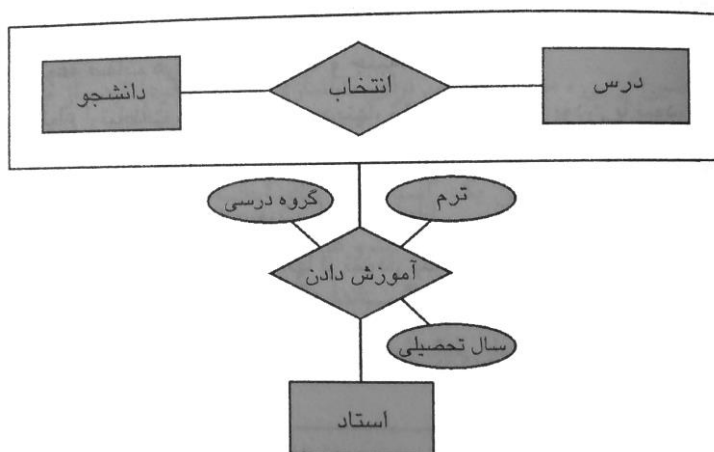 دانشجو
انتخاب
درس
گروه درسی
ترم
آموزش دادن
سال تحصیلی
استاد